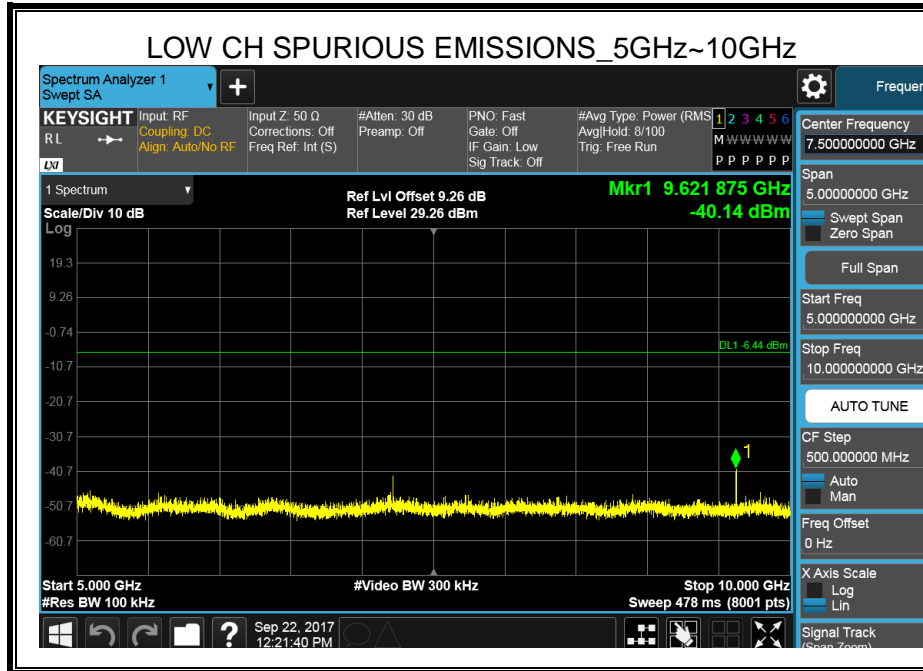 LOW CH SPURIOUS EMISSIONS_5GHz~10GHz
Spectrum Analyzer 1
Swept SA
+
Frequen
KEYSIGHT
RL
LXI
Input: RF
Coupling: DC
Align: Auto/No RF
Input Z: 50 Ω
Corrections: Off
Freq Ref: Int (S)
#Atten: 30 dB
Preamp: Off
PNO: Fast
Gate: Off
IF Gain: Low
Sig Track: Off
#Avg Type: Power (RMS
Avg|Hold: 8/100
Trig: Free Run
1 2 3 4 5 6
M W W W W W
P P P P P P
1 Spectrum
Scale/Div 10 dB
Log
Ref Lvl Offset 9.26 dB
Ref Level 29.26 dBm
Mkr1 9.621 875 GHz
-40.14 dBm
19.3
9.26
-0.74
-10.7
-20.7
-30.7
-40.7
-50.7
-60.7
DL1 -6.44 dBm
1
Start 5.000 GHz
#Res BW 100 kHz
#Video BW 300 kHz
Stop 10.000 GHz
Sweep 478 ms (8001 pts)
?
Sep 22, 2017
12:21:40 PM
Center Frequency
7.500000000 GHz
Span
5.00000000 GHz
Swept Span
Zero Span
Full Span
Start Freq
5.000000000 GHz
Stop Freq
10.000000000 GHz
AUTO TUNE
CF Step
500.000000 MHz
Auto
Man
Freq Offset
0 Hz
X Axis Scale
Log
Lin
Signal Track
(Span Zoom)